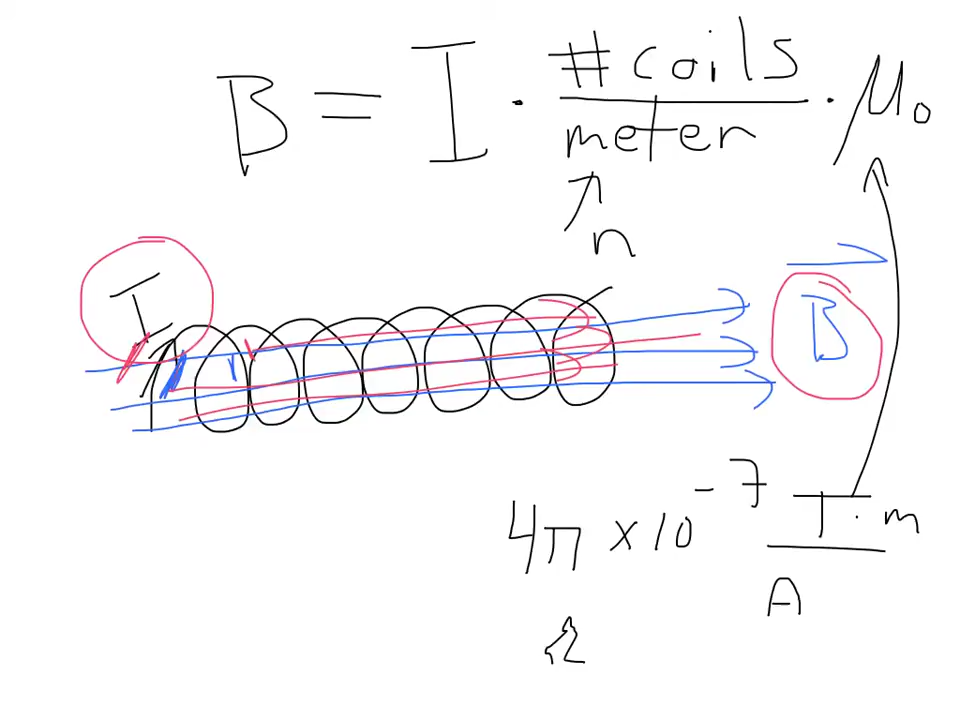 B = I · #coils/meter · μ₀
n
I
B
4π × 10⁻⁷ T·m/A